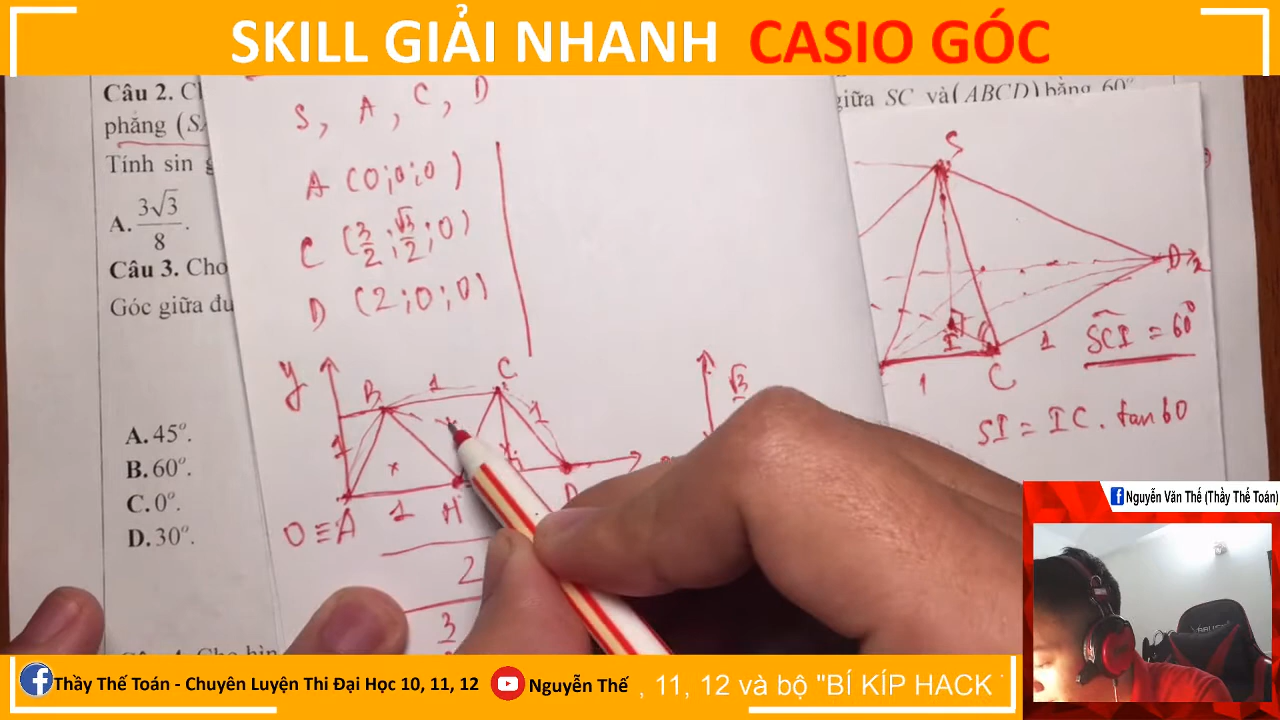 SKILL GIẢI NHANH CASIO GÓC
Câu 2.
phẳng (S
Tính sin
A. 3√3/8.
Câu 3. Cho
Góc giữa đư
A. 45°.
B. 60°.
C. 0°.
D. 30°.
giữa SC và (ABCD) bằng 60°
S, A, C, D
A (0;0;0)
C (3/2; √3/2; 0)
D (2;0;0)
y
B
1
C
1
1
O ≡ A
1
H
2
3
√3
S
I
1
1
C
SCI = 60°
SI = IC. tan60
Nguyễn Văn Thế (Thầy Thế Toán)
Thầy Thế Toán - Chuyên Luyện Thi Đại Học 10, 11, 12
Nguyễn Thế
, 11, 12 và bộ "BÍ KÍP HACK